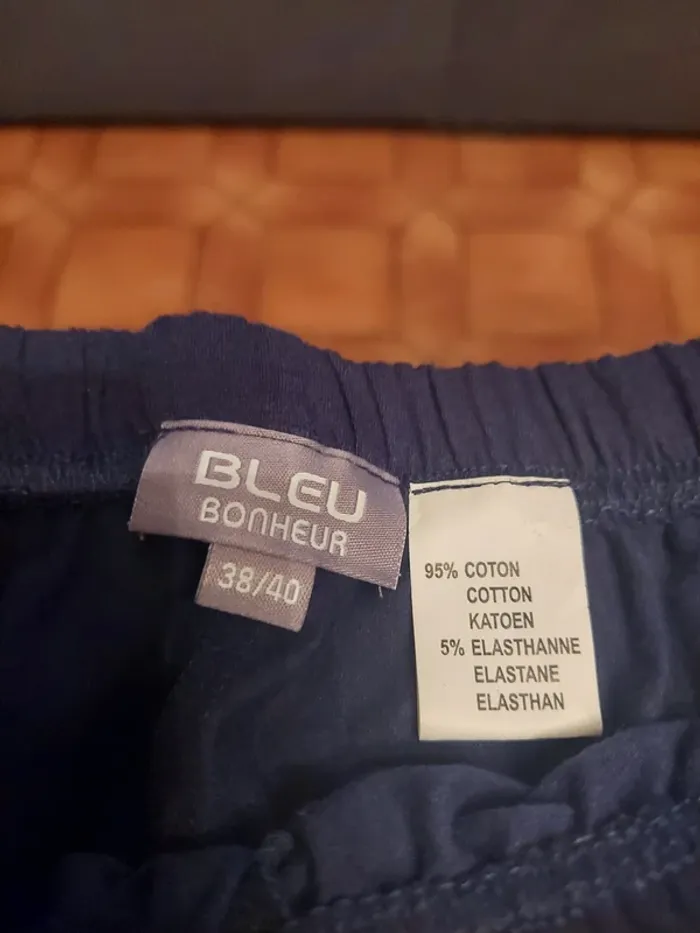 BLEU
BONHEUR
38/40
95% COTON
COTTON
KATOEN
5% ELASTHANNE
ELASTANE
ELASTHAN